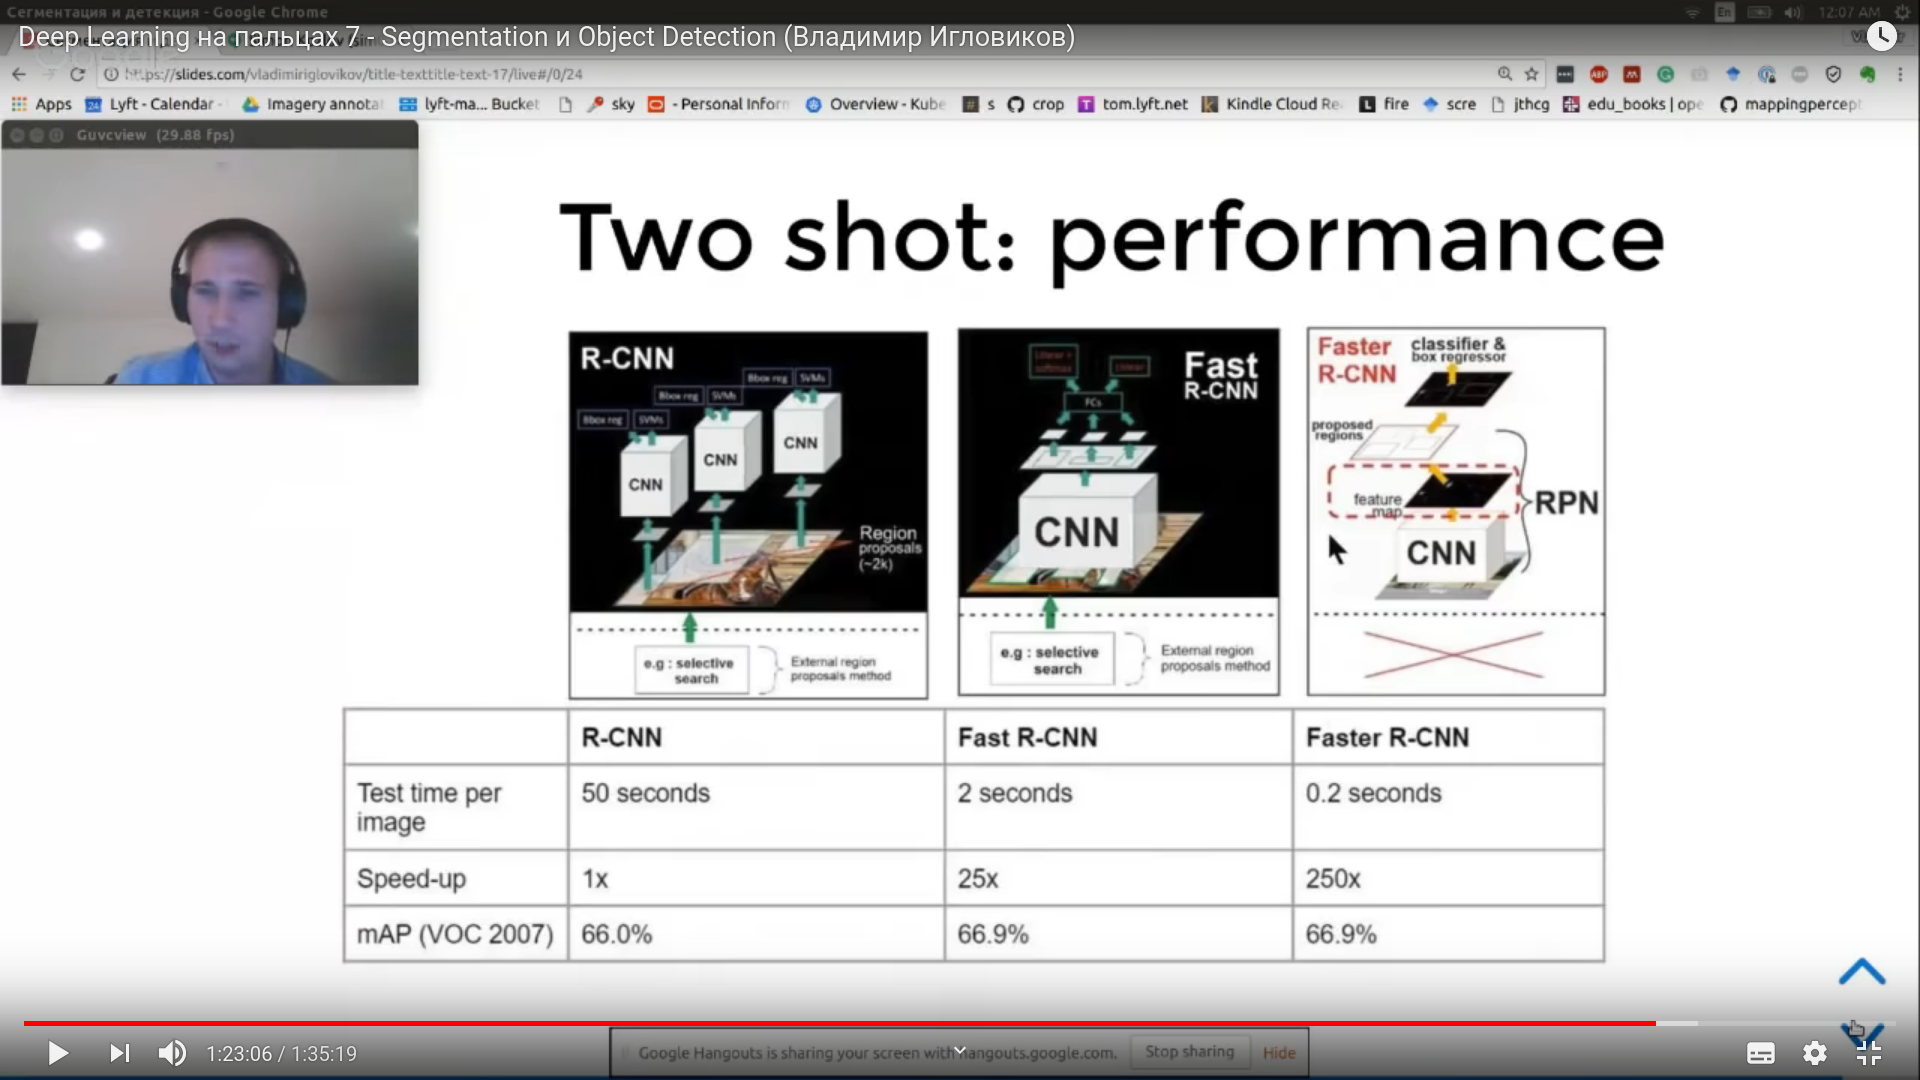 Сегментация и детекция - Google Chrome
En
12:07 AM
Deep Learning на пальцах 7 - Segmentation и Object Detection (Владимир Игловиков)
https://slides.com/vladimiriglovikov/title-texttitle-text-17/live#/0/24
ABP
Apps
Lyft - Calendar -
Imagery annota
lyft-ma... Bucket
sky
- Personal Inform
Overview - Kube
s
crop
tom.lyft.net
Kindle Cloud Re
fire
scre
jthcg
edu_books | ope
mappingpercep
Guvcview (29.88 fps)
Two shot: performance
R-CNN
Bbox reg SVMs
Bbox reg SVMs
Bbox reg SVMs
CNN
CNN
CNN
Region
proposals
(~2k)
e.g : selective
search
External region
proposals method
Fast
R-CNN
Linear +
softmax
Linear
FCs
CNN
e.g : selective
search
External region
proposals method
Faster
R-CNN
classifier &
box regressor
proposed
regions
feature
map
RPN
CNN
R-CNN Fast R-CNN Faster R-CNN
Test time per
image
50 seconds 2 seconds 0.2 seconds
Speed-up 1x 25x 250x
mAP (VOC 2007) 66.0% 66.9% 66.9%
1:23:06 / 1:35:19
Google Hangouts is sharing your screen with hangouts.google.com.
Stop sharing
Hide